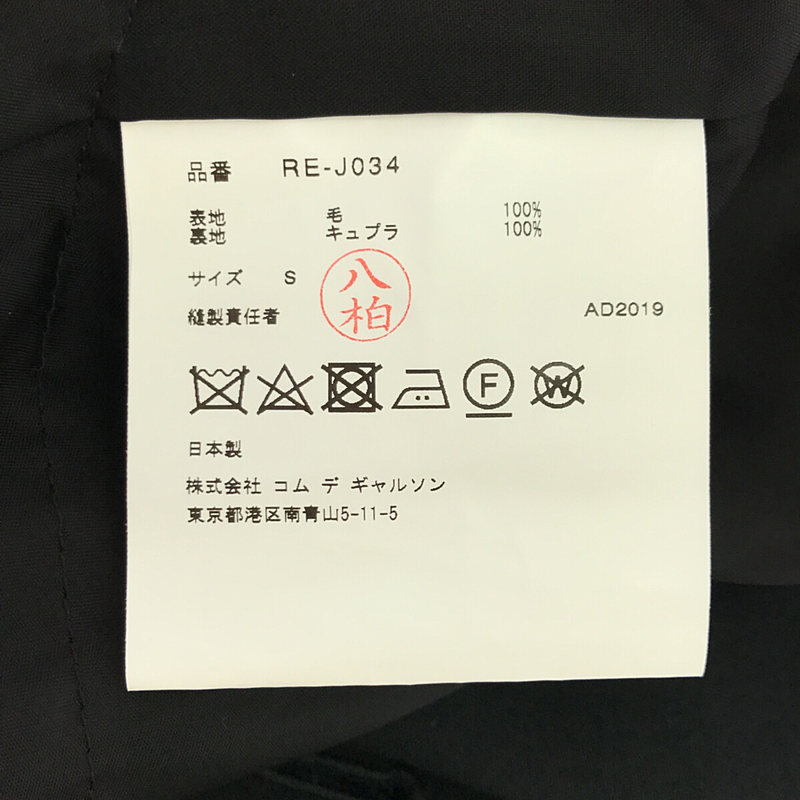 品番 RE-J034
表地 毛 100%
裏地 キュプラ 100%
サイズ S
八柏
縫製責任者 AD2019
F W
日本製
株式会社 コム デ ギャルソン
東京都港区南青山5-11-5